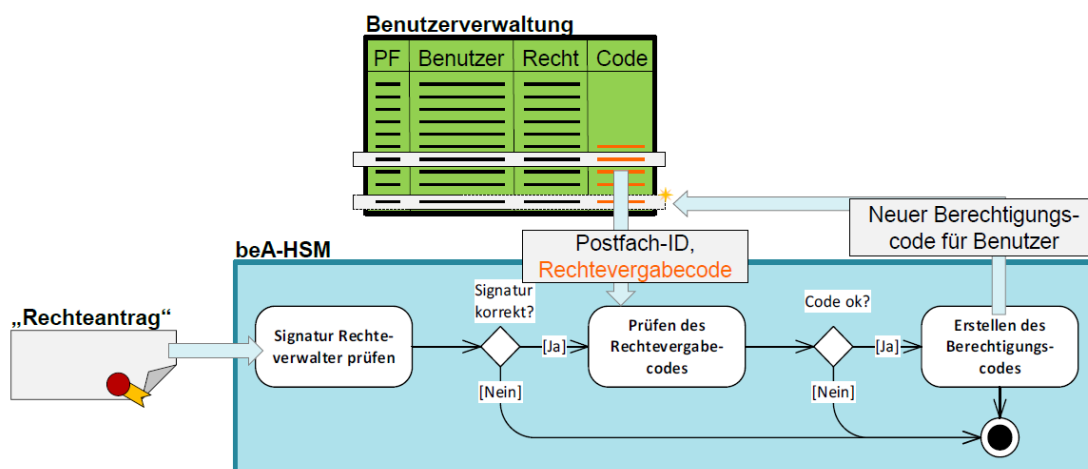 Benutzerverwaltung
PF Benutzer Recht Code
Neuer Berechtigungs-
code für Benutzer
Postfach-ID,
Rechtevergabecode
beA-HSM
„Rechteantrag“
Signatur Rechte-
verwalter prüfen
Signatur
korrekt?
[Ja]
[Nein]
Prüfen des
Rechtevergabe-
codes
Code ok?
[Ja]
[Nein]
Erstellen des
Berechtigungs-
codes